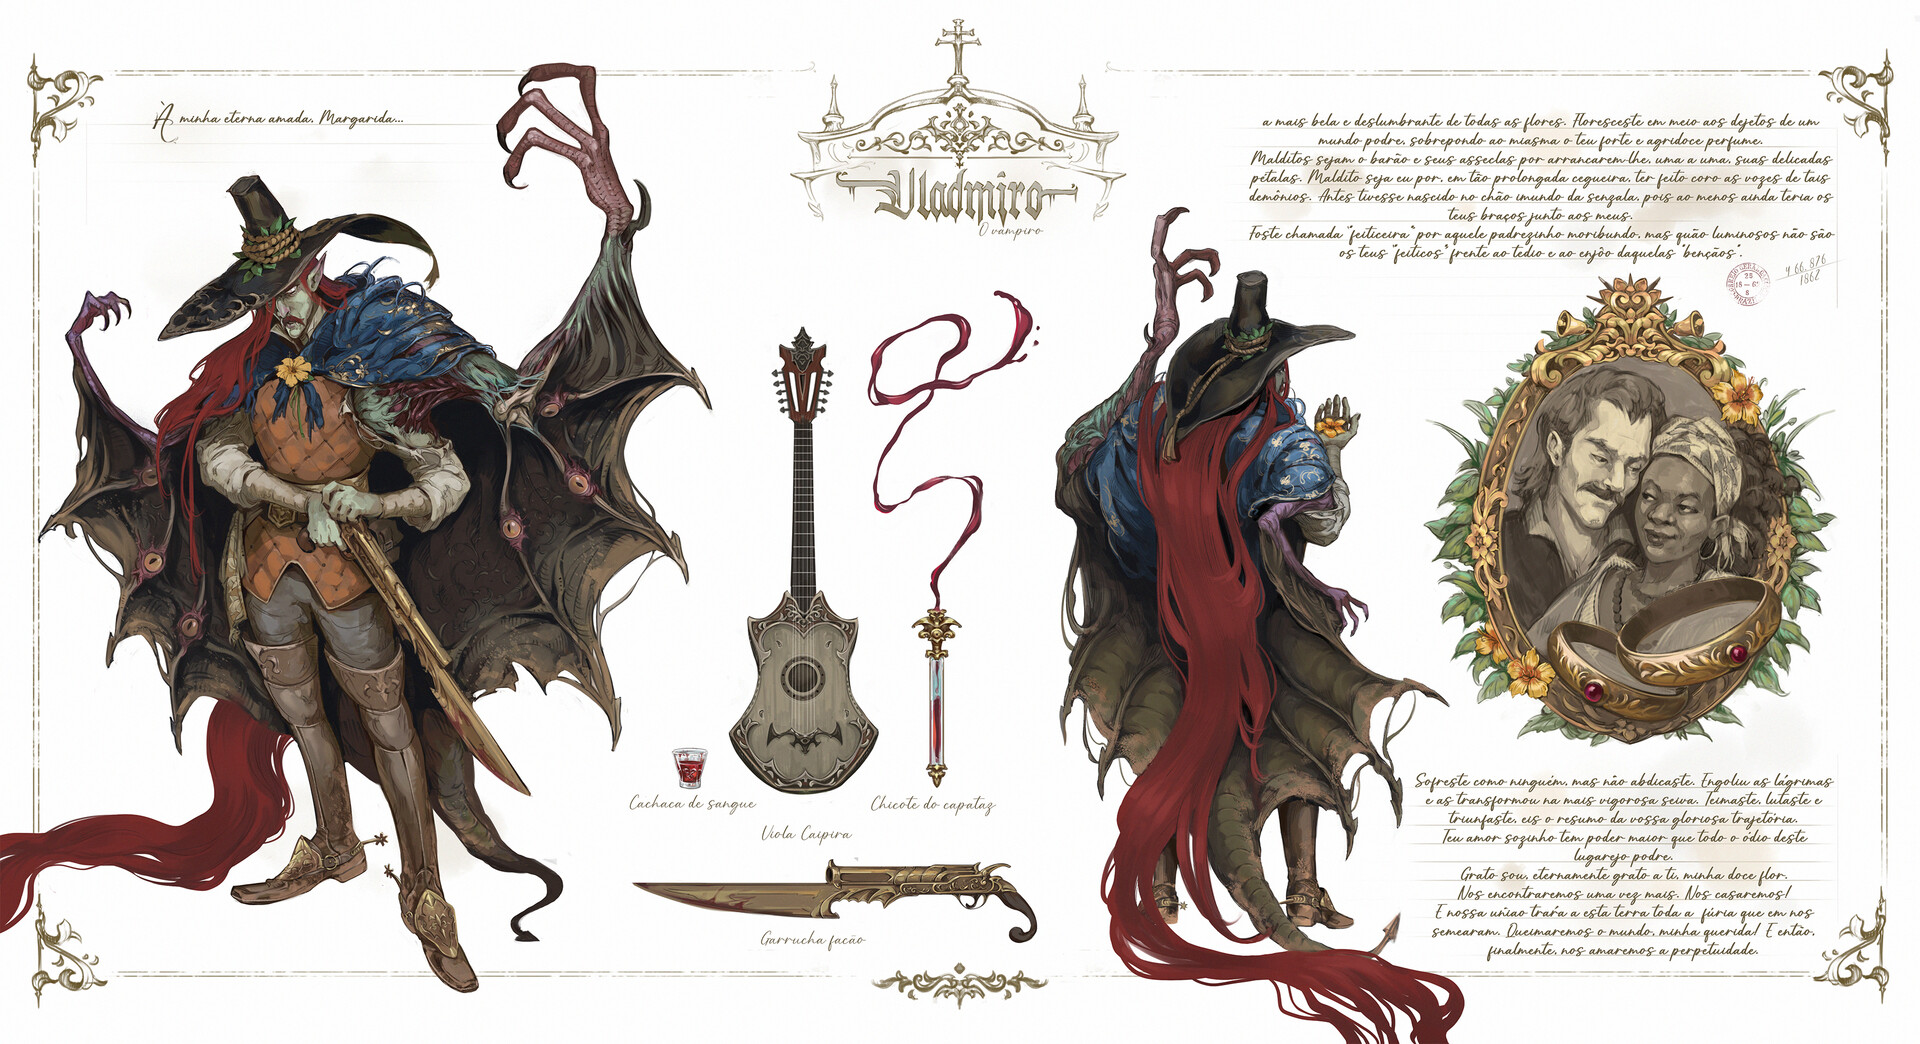 À minha eterna amada, Margarida...
Vladmiro
O vampiro
a mais bela e deslumbrante de todas as flores. Floresceste em meio aos dejetos de um
mundo podre, sobrepondo ao miasma o teu forte e agridoce perfume.
Malditos sejam o barão e seus asseclas por arrancarem-lhe, uma a uma, suas delicadas
pétalas. Maldito seja eu por, em tão prolongada cegueira, ter feito coro as vozes de tais
demônios. Antes tivesse nascido no chão imundo da senzala, pois ao menos ainda teria os
teus braços junto aos meus.
Foste chamada "feiticeira" por aquele padrezinho moribundo, mas quão luminosos não são
os teus "feitiços" frente ao tédio e ao enjôo daquelas "bençãos".
1862
Cachaca de sangue
Viola Caipira
Chicote do capataz
Garrucha facão
Sofreste como ninguém, mas não abdicaste. Engoliu as lágrimas
e as transformou na mais vigorosa seiva. Teimaste, lutaste e
triunfaste, eis o resumo da vossa gloriosa trajetória.
Teu amor sozinho tem poder maior que todo o ódio deste
lugarejo podre.
Grato sou, eternamente grato a ti, minha doce flor.
Nos encontraremos uma vez mais. Nos casaremos!
E nossa uniao trará a esta terra toda a fúria que em nos
semearam. Queimaremos o mundo, minha querida! E então,
finalmente, nos amaremos a perpetuidade.